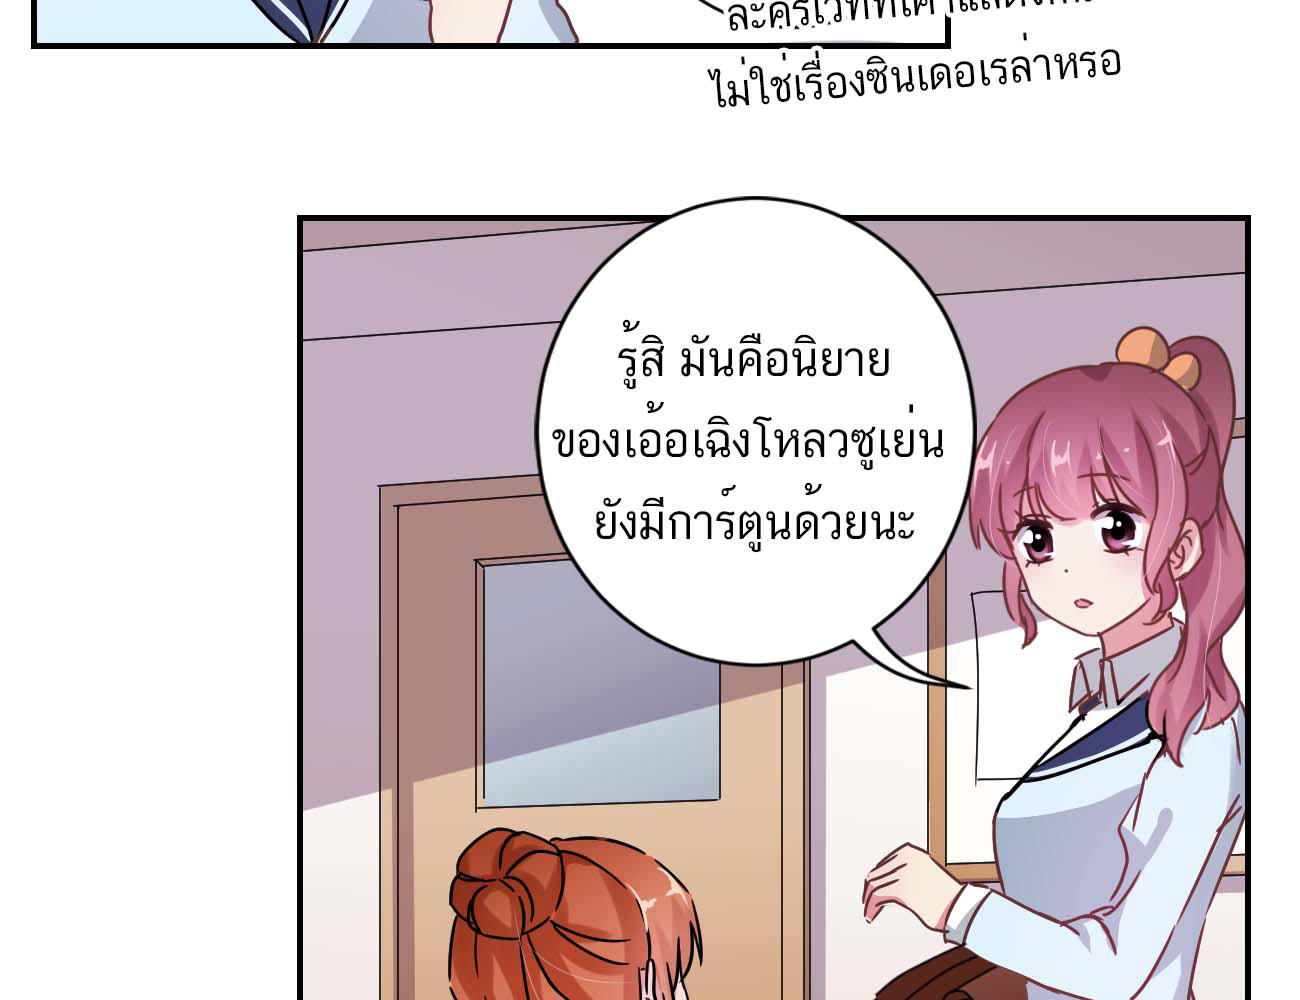 ไม่ใช่เรื่องซินเดอเรล่าหรอ
รู้สิ มันคือนิยาย
ของเอ้อเฉิงโหลวซูเย่น
ยังมีการ์ตูนด้วยนะ